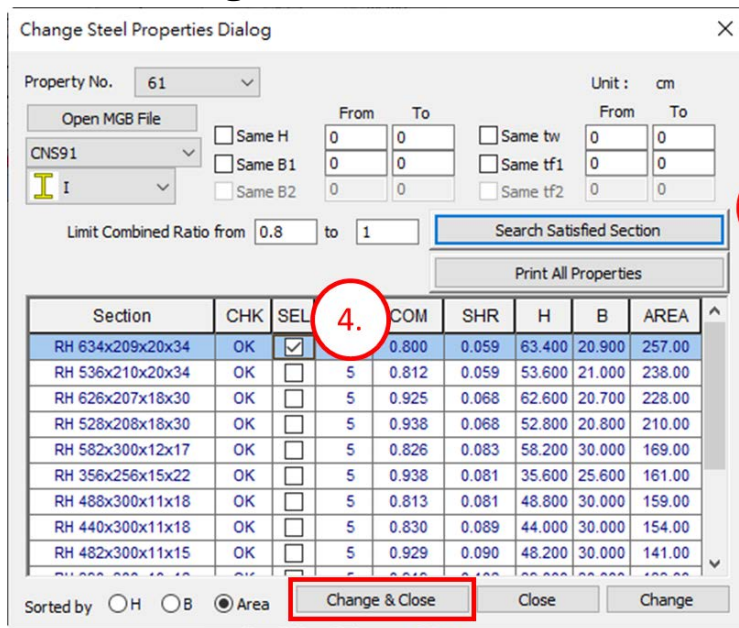 Change Steel Properties Dialog
Property No. 61 Unit : cm
Open MGB File From To From To
Same H 0 0 Same tw 0 0
CNS91 Same B1 0 0 Same tf1 0 0
I Same B2 0 0 Same tf2 0 0
Limit Combined Ratio from 0.8 to 1 Search Satisfied Section
Print All Properties
Section CHK SEL 4. COM SHR H B AREA
RH 634x209x20x34 OK 0.800 0.059 63.400 20.900 257.00
RH 536x210x20x34 OK 5 0.812 0.059 53.600 21.000 238.00
RH 626x207x18x30 OK 5 0.925 0.068 62.600 20.700 228.00
RH 528x208x18x30 OK 5 0.938 0.068 52.800 20.800 210.00
RH 582x300x12x17 OK 5 0.826 0.083 58.200 30.000 169.00
RH 356x256x15x22 OK 5 0.938 0.081 35.600 25.600 161.00
RH 488x300x11x18 OK 5 0.813 0.081 48.800 30.000 159.00
RH 440x300x11x18 OK 5 0.830 0.089 44.000 30.000 154.00
RH 482x300x11x15 OK 5 0.929 0.090 48.200 30.000 141.00
Sorted by H B Area Change & Close Close Change